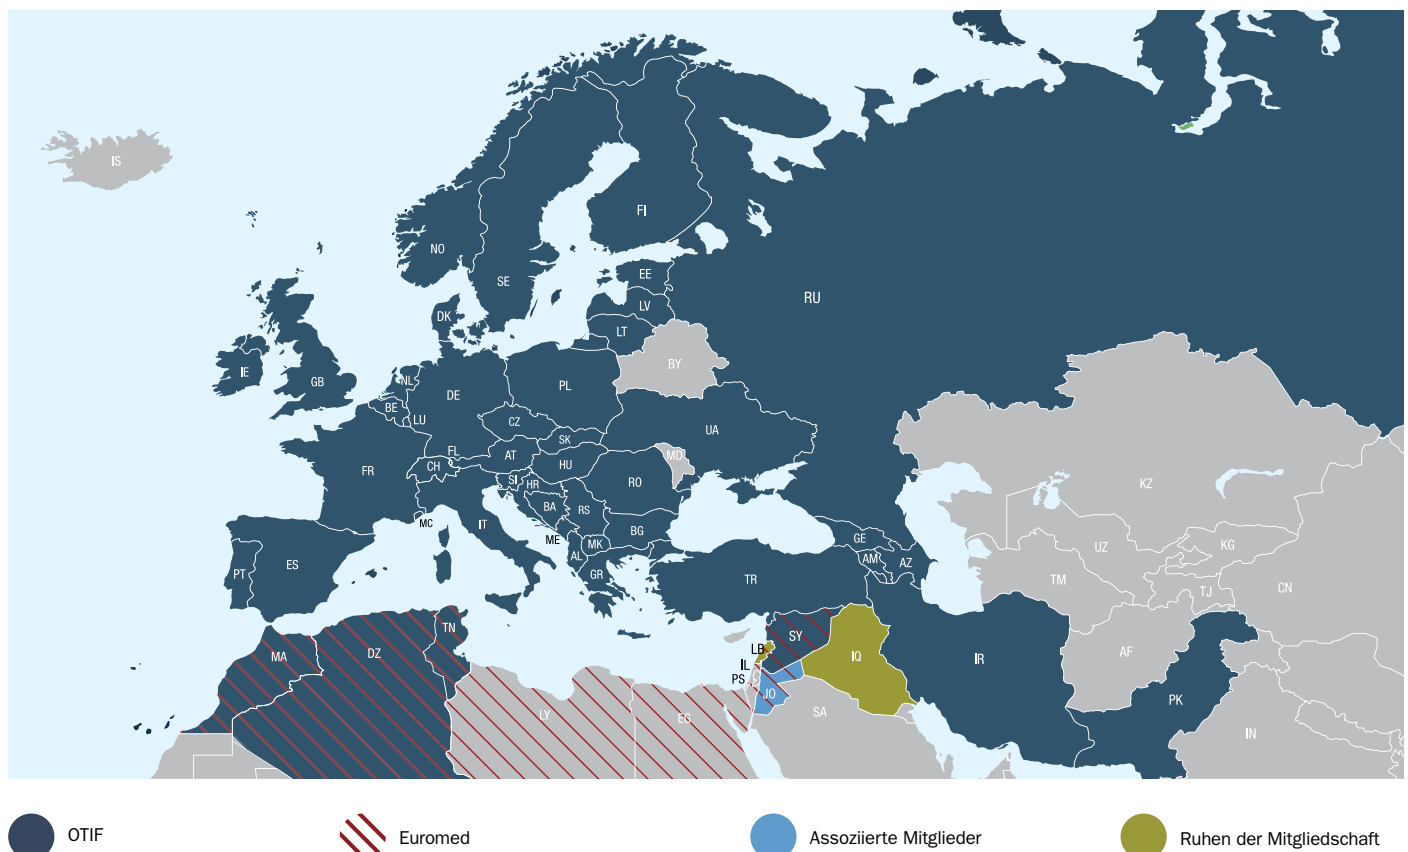 IS
FI
NO
SE
EE
RU
LV
DK
LT
IE
BY
GB
NL
PL
DE
BE
LU
CZ
UA
SK
FL
AT
MD
CH
HU
FR
SI
RO
HR
KZ
BA
RS
MC
IT
BG
GE
ME
MK
UZ
KG
AL
AM
AZ
ES
PT
GR
TR
TM
CN
TJ
TN
SY
LB
MA
DZ
IQ
IR
AF
IL
PS
JO
PK
LY
EG
SA
IN
OTIF
Euromed
Assoziierte Mitglieder
Ruhen der Mitgliedschaft